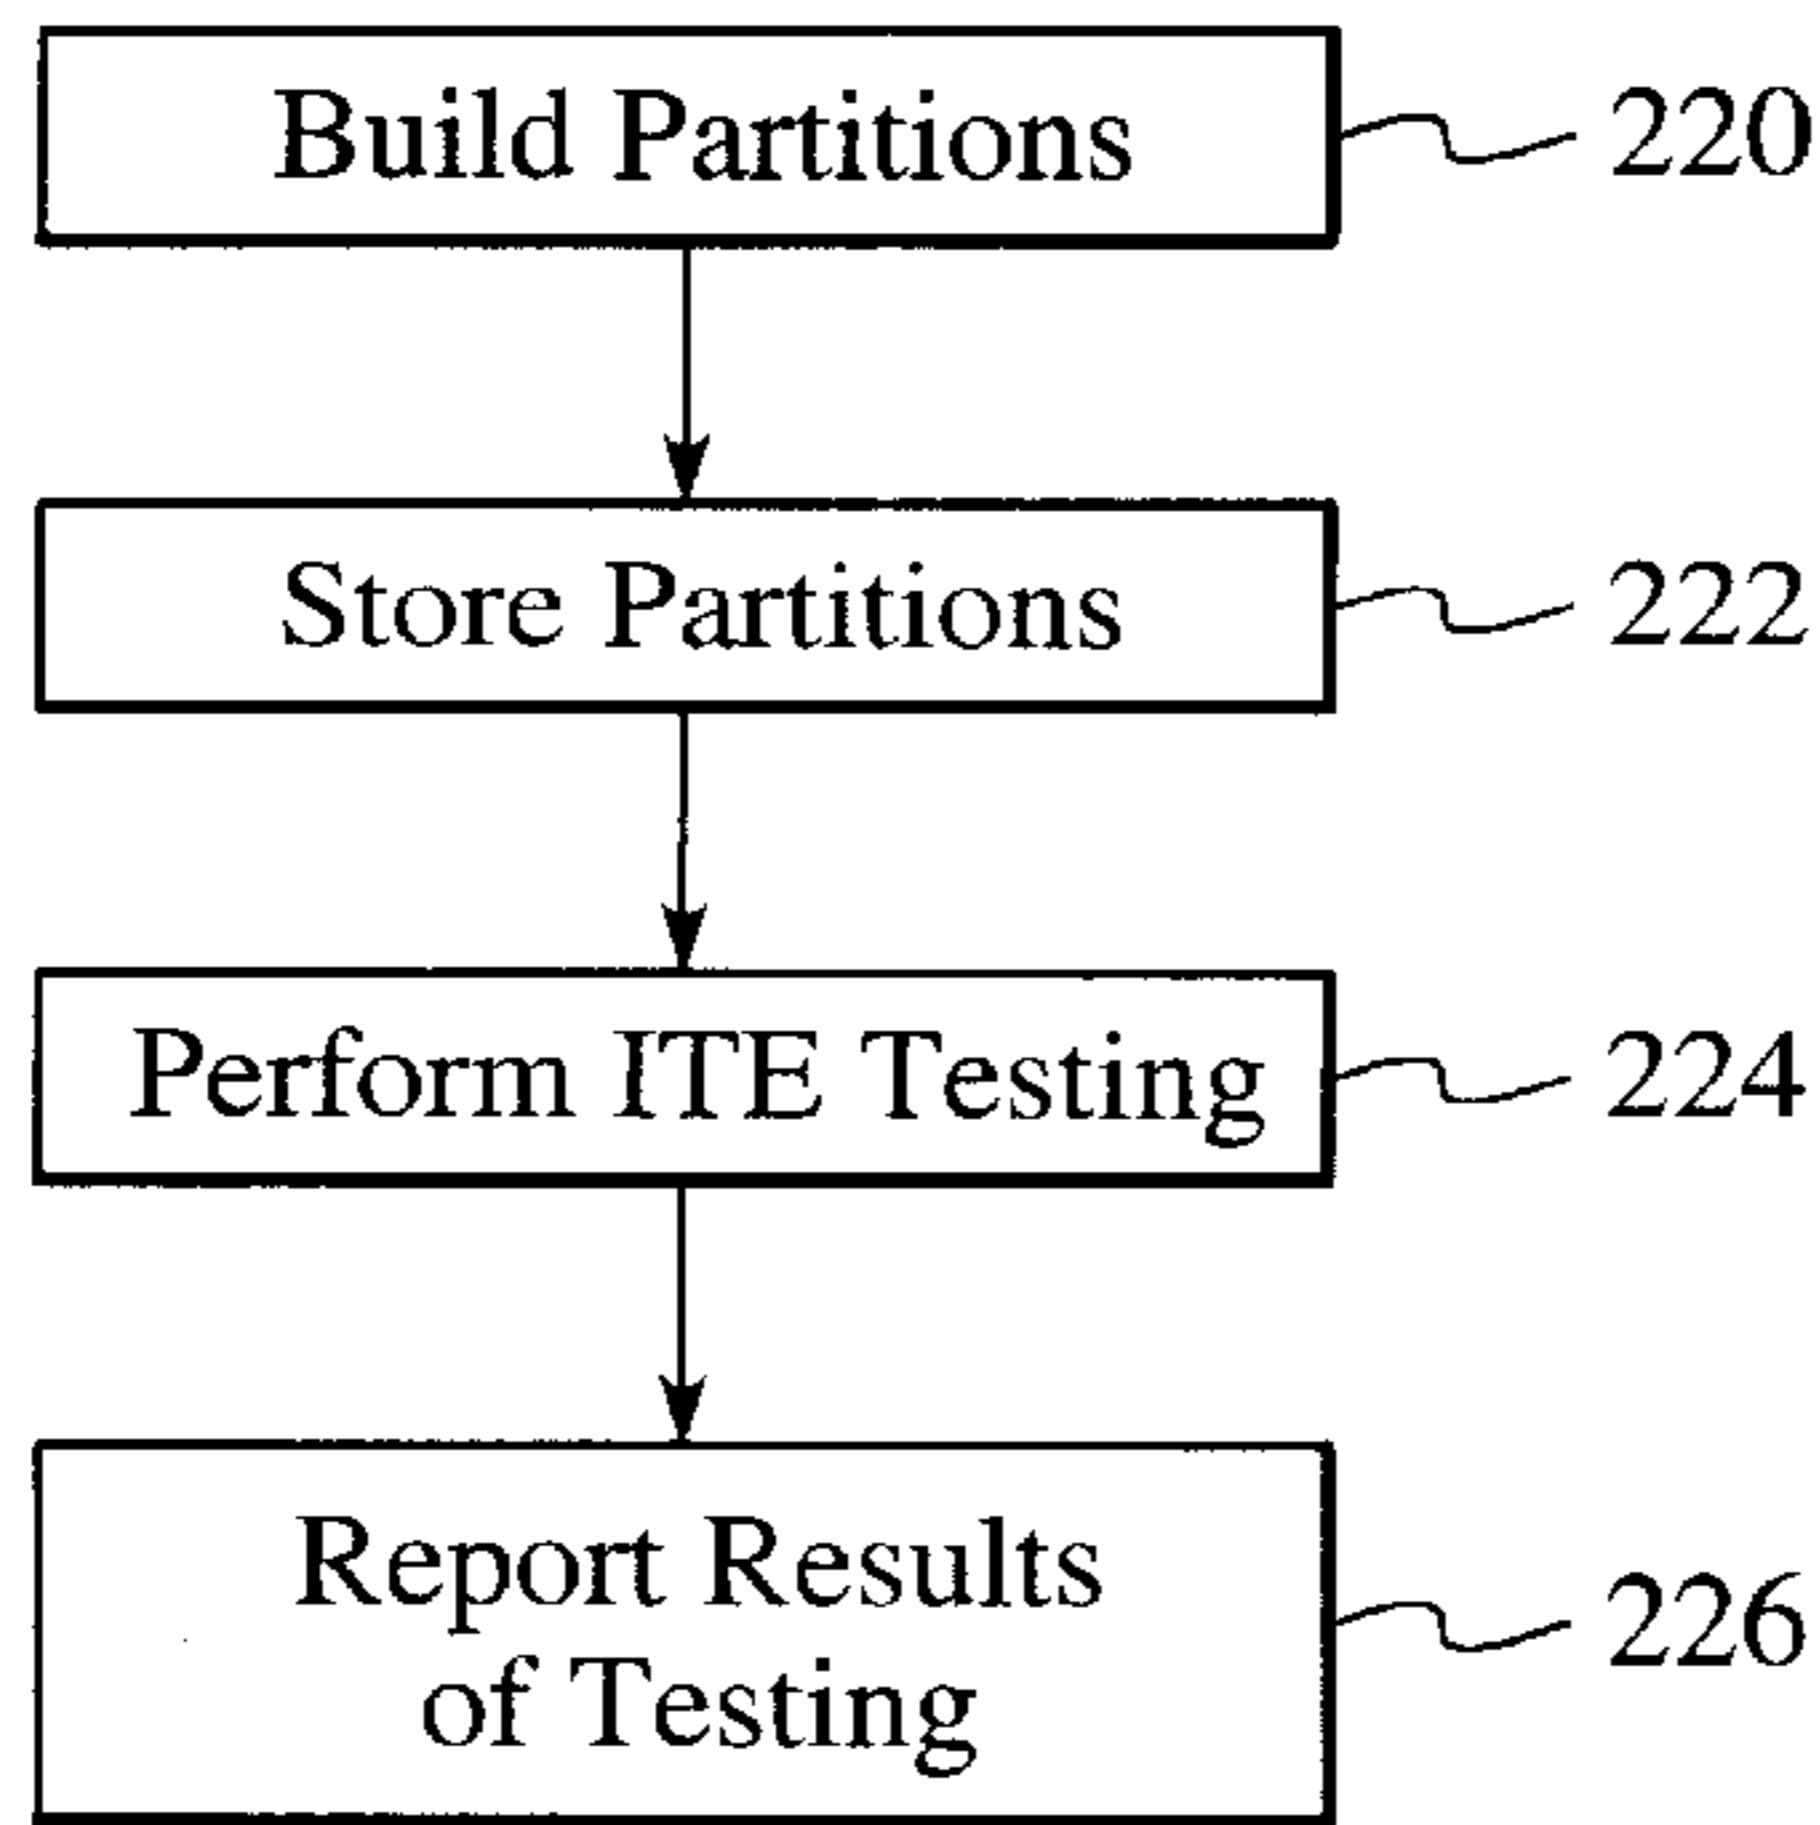 Build Partitions 220
Store Partitions 222
Perform ITE Testing 224
Report Results
of Testing
226